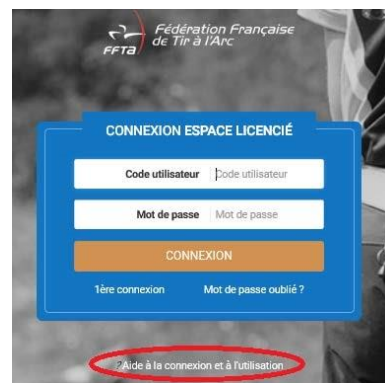 Fédération Française
de Tir à l'Arc
FFTA
CONNEXION ESPACE LICENCIÉ
Code utilisateur Code utilisateur
Mot de passe Mot de passe
CONNEXION
1ère connexion Mot de passe oublié ?
Aide à la connexion et à l'utilisation